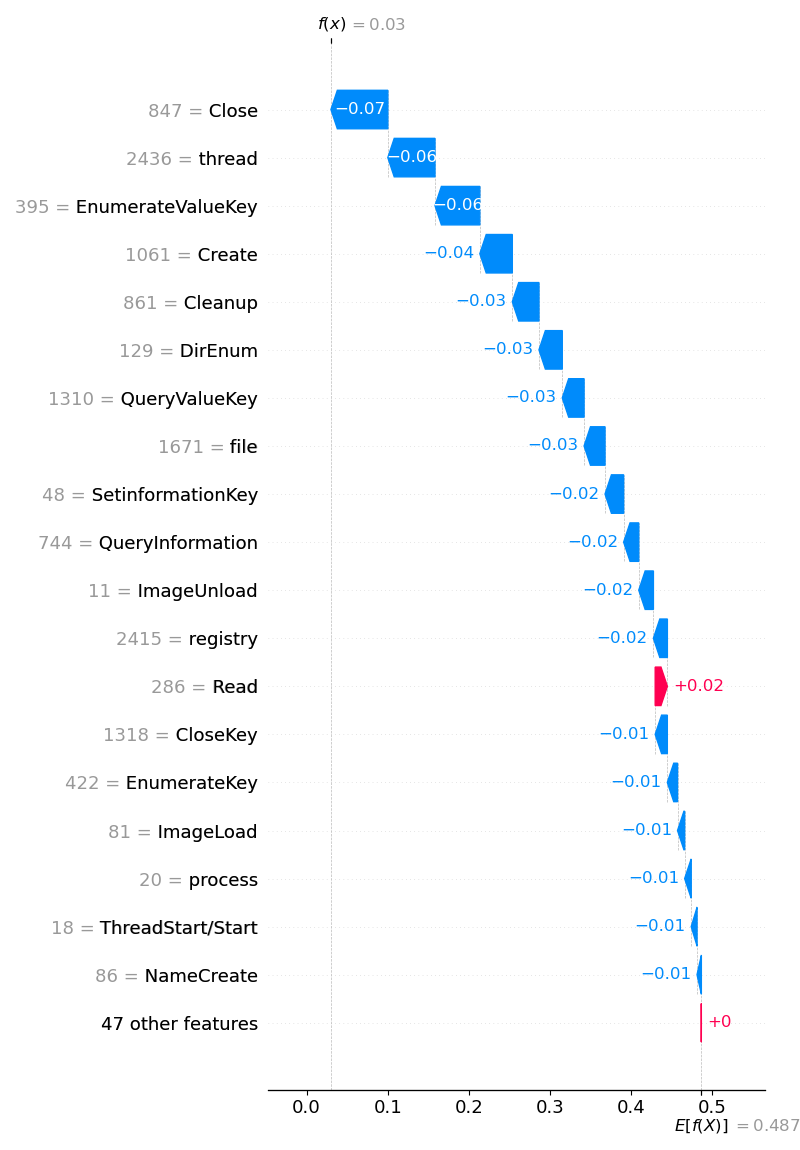 f(x) = 0.03
847 = Close −0.07
2436 = thread −0.06
395 = EnumerateValueKey −0.06
1061 = Create −0.04
861 = Cleanup −0.03
129 = DirEnum −0.03
1310 = QueryValueKey −0.03
1671 = file −0.03
48 = SetinformationKey −0.02
744 = QueryInformation −0.02
11 = ImageUnload −0.02
2415 = registry −0.02
286 = Read +0.02
1318 = CloseKey −0.01
422 = EnumerateKey −0.01
81 = ImageLoad −0.01
20 = process −0.01
18 = ThreadStart/Start −0.01
86 = NameCreate −0.01
47 other features +0
0.0 0.1 0.2 0.3 0.4 0.5
E[f(X)] = 0.487